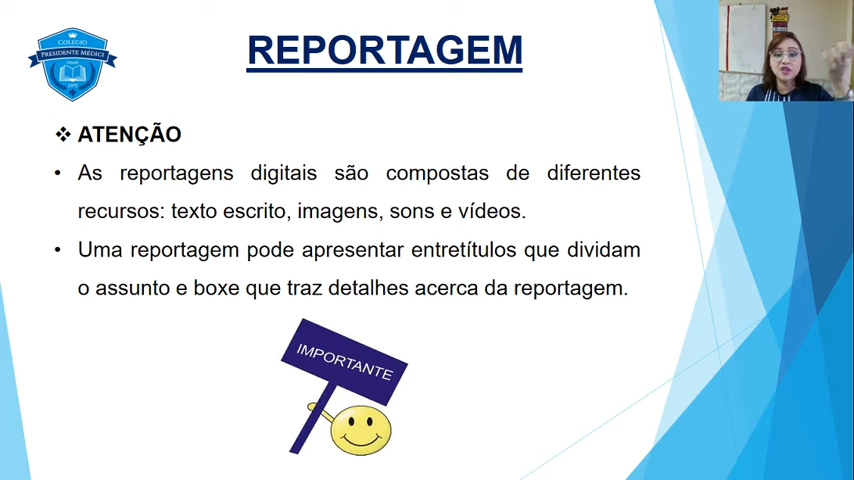 REPORTAGEM
COLÉGIO
PRESIDENTE MÉDICI
Desde
❖ ATENÇÃO
• As reportagens digitais são compostas de diferentes
recursos: texto escrito, imagens, sons e vídeos.
• Uma reportagem pode apresentar entretítulos que dividam
o assunto e boxe que traz detalhes acerca da reportagem.
IMPORTANTE